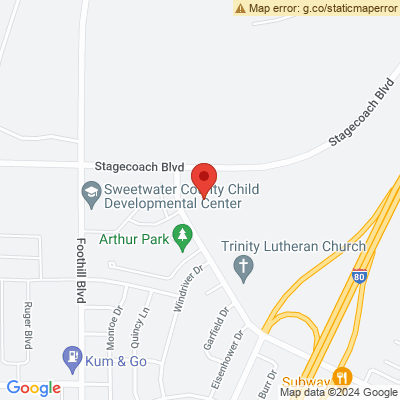 Map error: g.co/staticmaperror
Stagecoach Blvd
Stagecoach Blvd
Sweetwater County Child
Developmental Center
Arthur Park
Trinity Lutheran Church
Foothill Blvd
80
Windriver Dr
Ruger Blvd
Monroe Dr
Quincy Ln
Garfield Dr
Eisenhower Dr
Kum & Go
Burr Dr
Subway
Google
Map data ©2024 Google